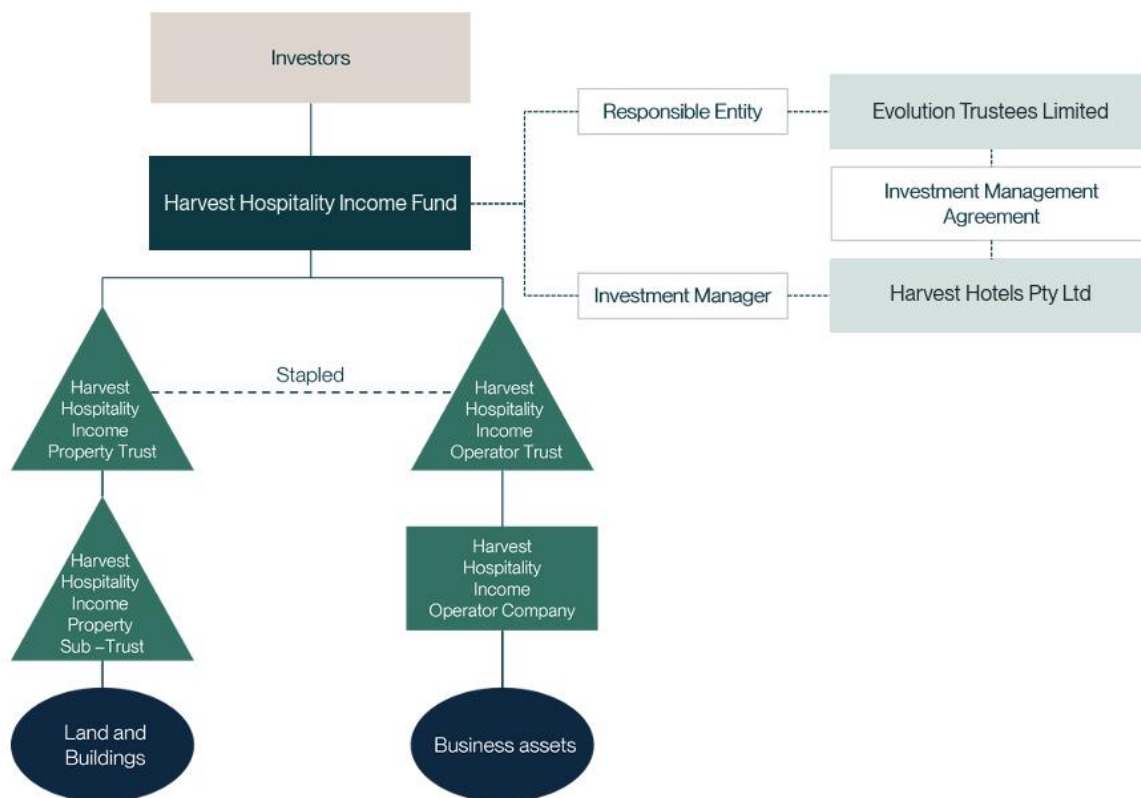 Investors
Responsible Entity
Evolution Trustees Limited
Harvest Hospitality Income Fund
Investment Management
Agreement
Investment Manager
Harvest Hotels Pty Ltd
Stapled
Harvest
Hospitality
Income
Property Trust
Harvest
Hospitality
Income
Operator Trust
Harvest
Hospitality
Income
Property
Sub –Trust
Harvest
Hospitality
Income
Operator Company
Land and
Buildings
Business assets